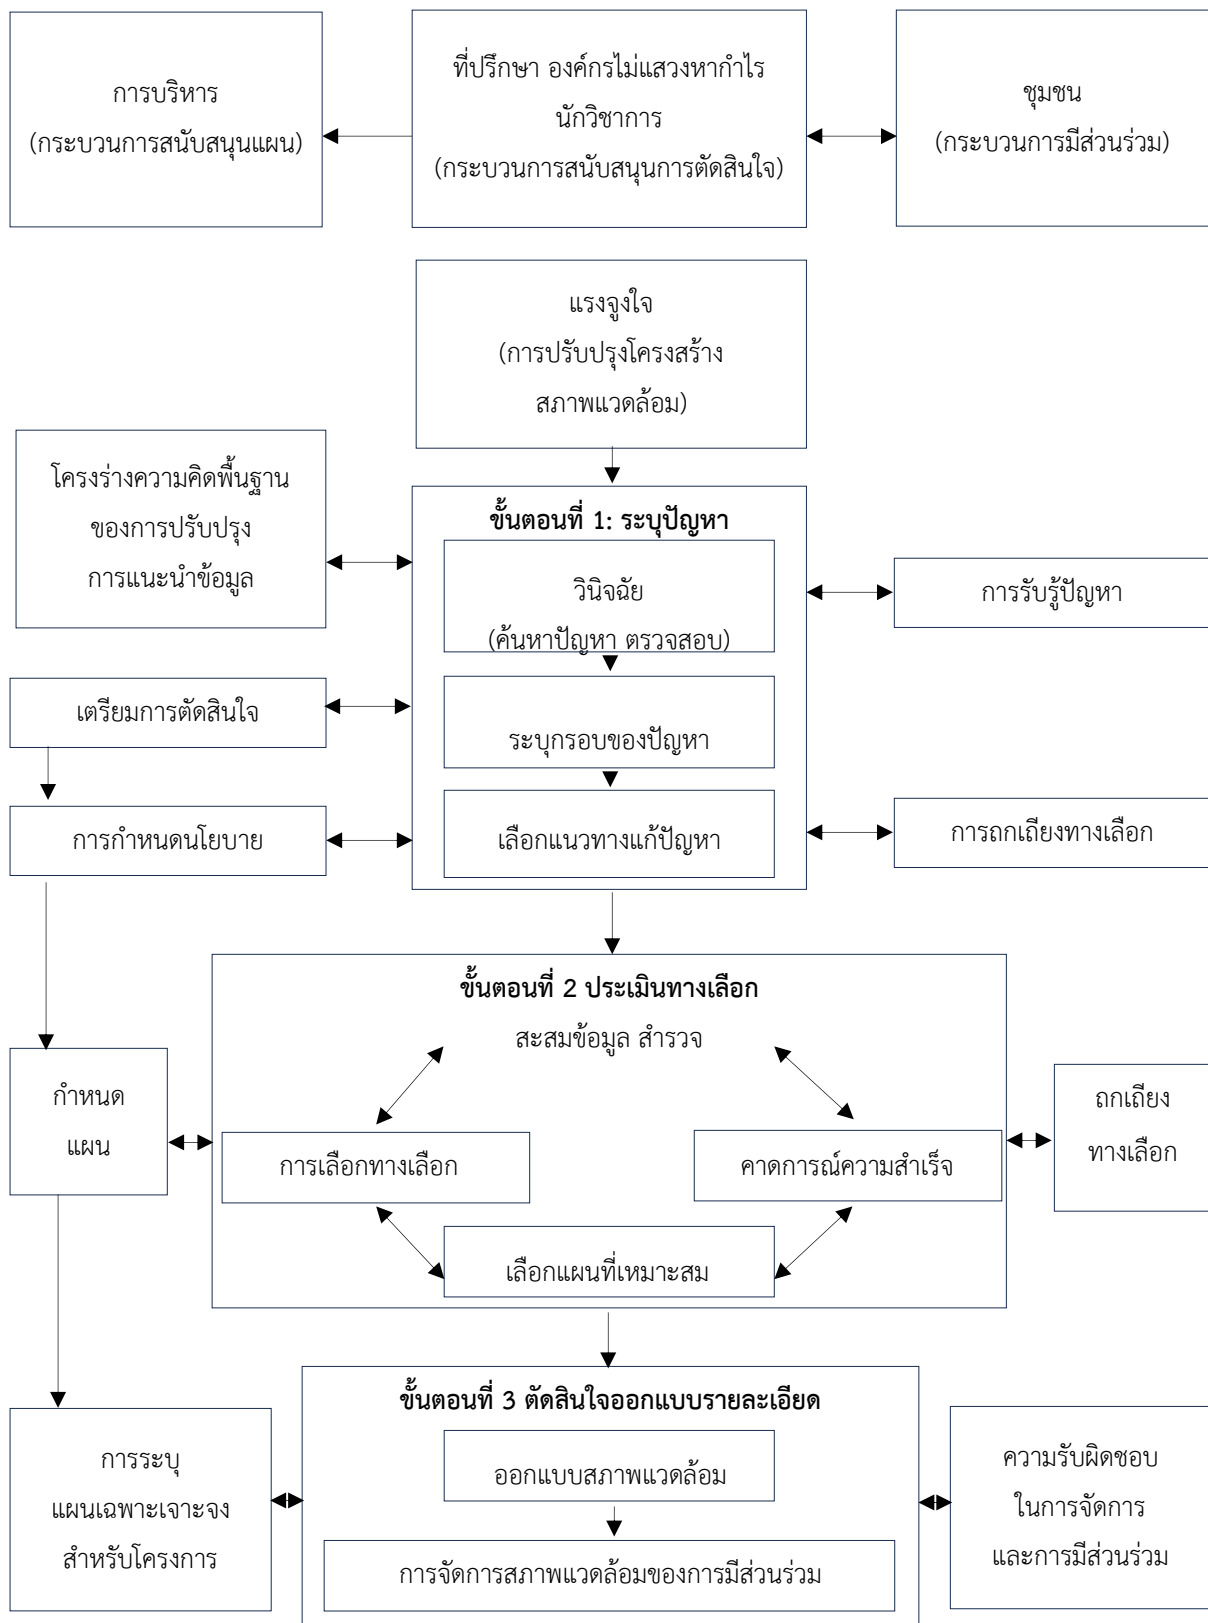 การบริหาร
(กระบวนการสนับสนุนแผน)
ที่ปรึกษา องค์กรไม่แสวงหากำไร
นักวิชาการ
(กระบวนการสนับสนุนการตัดสินใจ)
ชุมชน
(กระบวนการมีส่วนร่วม)
แรงจูงใจ
(การปรับปรุงโครงสร้าง
สภาพแวดล้อม)
โครงร่างความคิดพื้นฐาน
ของการปรับปรุง
การแนะนำข้อมูล
ขั้นตอนที่ 1: ระบุปัญหา
วินิจฉัย
(ค้นหาปัญหา ตรวจสอบ)
การรับรู้ปัญหา
เตรียมการตัดสินใจ
ระบุกรอบของปัญหา
การกำหนดนโยบาย
เลือกแนวทางแก้ปัญหา
การถกเถียงทางเลือก
ขั้นตอนที่ 2 ประเมินทางเลือก
สะสมข้อมูล สำรวจ
กำหนด
แผน
การเลือกทางเลือก
คาดการณ์ความสำเร็จ
ถกเถียง
ทางเลือก
เลือกแผนที่เหมาะสม
ขั้นตอนที่ 3 ตัดสินใจออกแบบรายละเอียด
การระบุ
แผนเฉพาะเจาะจง
สำหรับโครงการ
ออกแบบสภาพแวดล้อม
การจัดการสภาพแวดล้อมของการมีส่วนร่วม
ความรับผิดชอบ
ในการจัดการ
และการมีส่วนร่วม